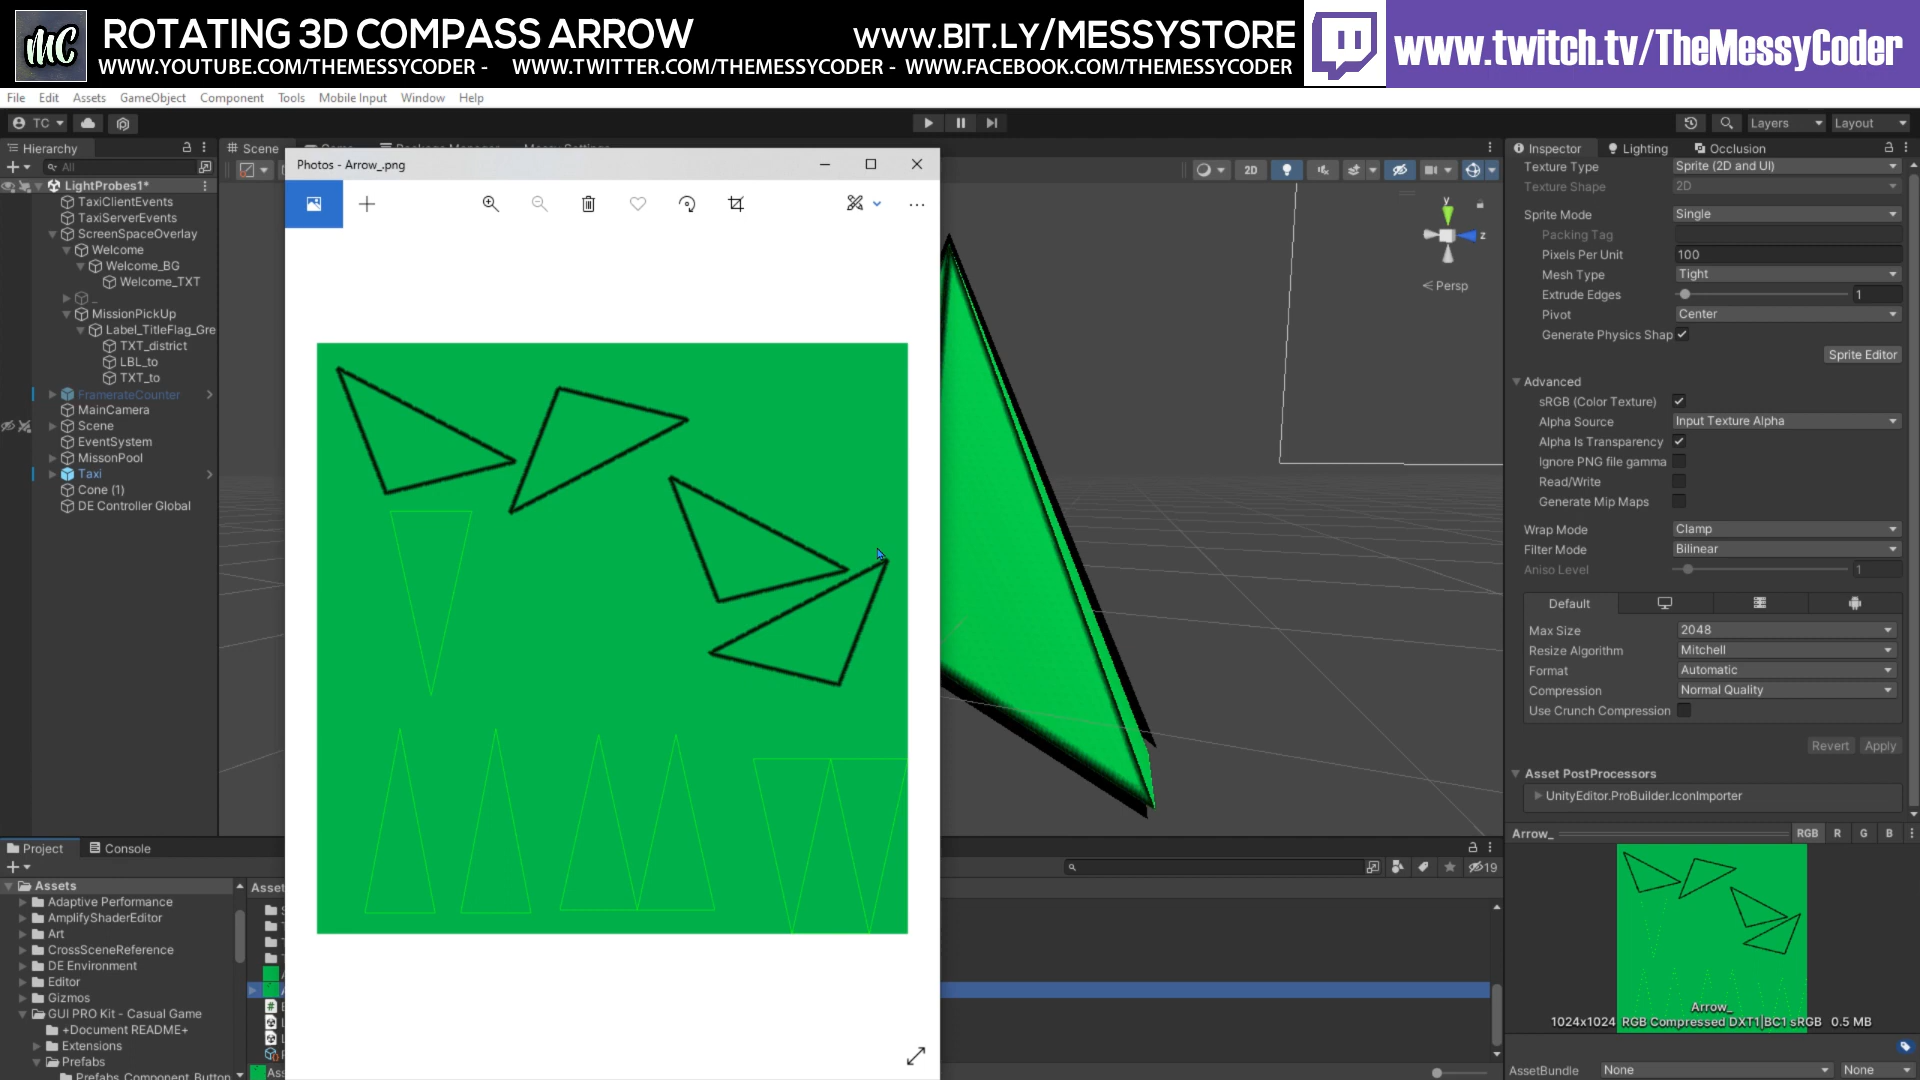 MC
ROTATING 3D COMPASS ARROW
WWW.BIT.LY/MESSYSTORE
WWW.YOUTUBE.COM/THEMESSYCODER - WWW.TWITTER.COM/THEMESSYCODER - WWW.FACEBOOK.COM/THEMESSYCODER
www.twitch.tv/TheMessyCoder
File Edit Assets GameObject Component Tools Mobile Input Window Help
TC
Layers
Layout
Hierarchy
All
LightProbes1*
TaxiClientEvents
TaxiServerEvents
ScreenSpaceOverlay
Welcome
Welcome_BG
Welcome_TXT
_
MissionPickUp
Label_TitleFlag_Gre
TXT_district
LBL_to
TXT_to
FramerateCounter
MainCamera
Scene
EventSystem
MissonPool
Taxi
Cone (1)
DE Controller Global
Scene
Photos - Arrow_.png
2D
y
z
Persp
Inspector Lighting Occlusion
Texture Type Sprite (2D and UI)
Texture Shape 2D
Sprite Mode Single
Packing Tag
Pixels Per Unit 100
Mesh Type Tight
Extrude Edges 1
Pivot Center
Generate Physics Shap
Sprite Editor
Advanced
sRGB (Color Texture)
Alpha Source Input Texture Alpha
Alpha Is Transparency
Ignore PNG file gamma
Read/Write
Generate Mip Maps
Wrap Mode Clamp
Filter Mode Bilinear
Aniso Level 1
Default
Max Size 2048
Resize Algorithm Mitchell
Format Automatic
Compression Normal Quality
Use Crunch Compression
Revert Apply
Asset PostProcessors
UnityEditor.ProBuilder.IconImporter
Arrow_ RGB R G B
Arrow_
1024x1024 RGB Compressed DXT1|BC1 sRGB 0.5 MB
AssetBundle None None
Project Console
19
Assets
Adaptive Performance
AmplifyShaderEditor
Art
CrossSceneReference
DE Environment
Editor
Gizmos
GUI PRO Kit - Casual Game
+Document README+
Extensions
Prefabs
Prefabs_Component_Button
Asse
Ass